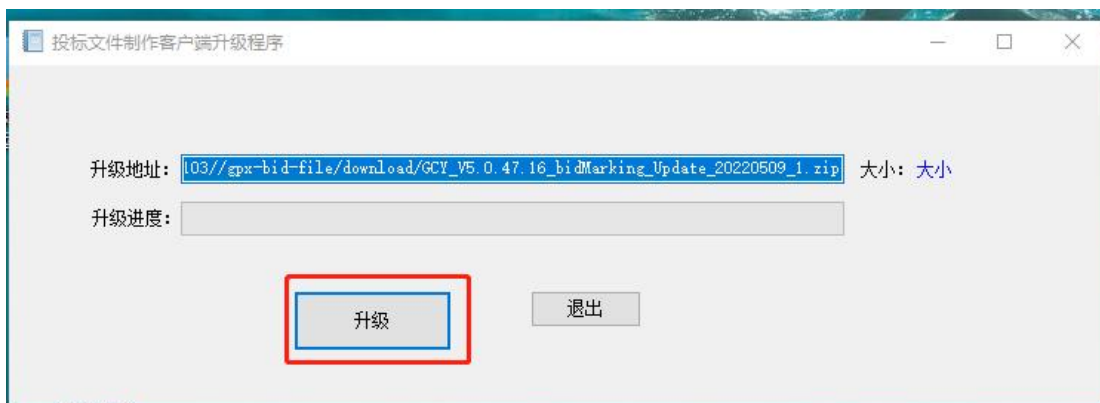 投标文件制作客户端升级程序
升级地址： 103//gpx-bid-file/download/GCY_V5.0.47.16_bidMarking_Update_20220509_1.zip 大小：大小
升级进度：
升级 退出